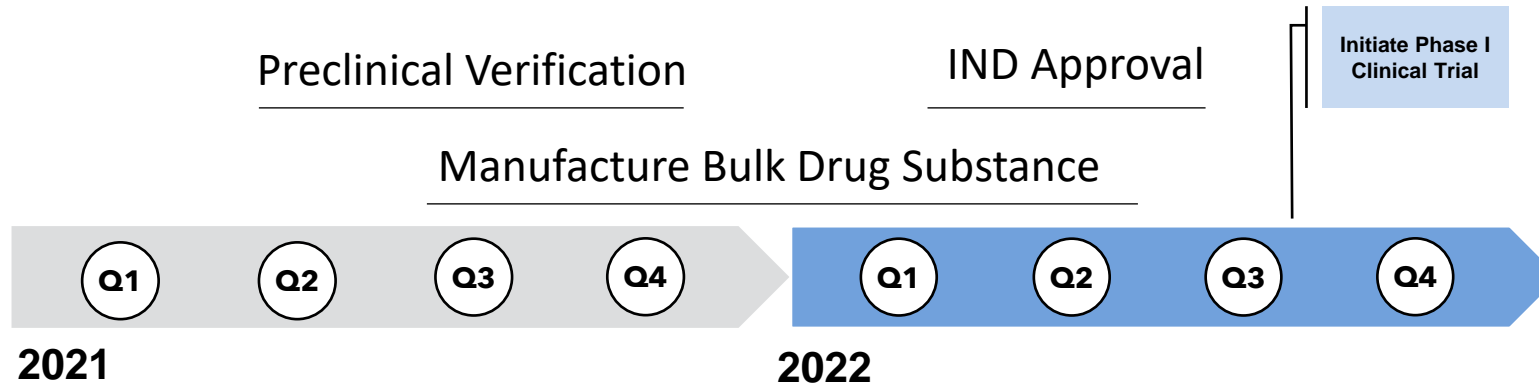 Preclinical Verification
IND Approval
Initiate Phase I
Clinical Trial
Manufacture Bulk Drug Substance
Q1
Q2
Q3
Q4
Q1
Q2
Q3
Q4
2021
2022